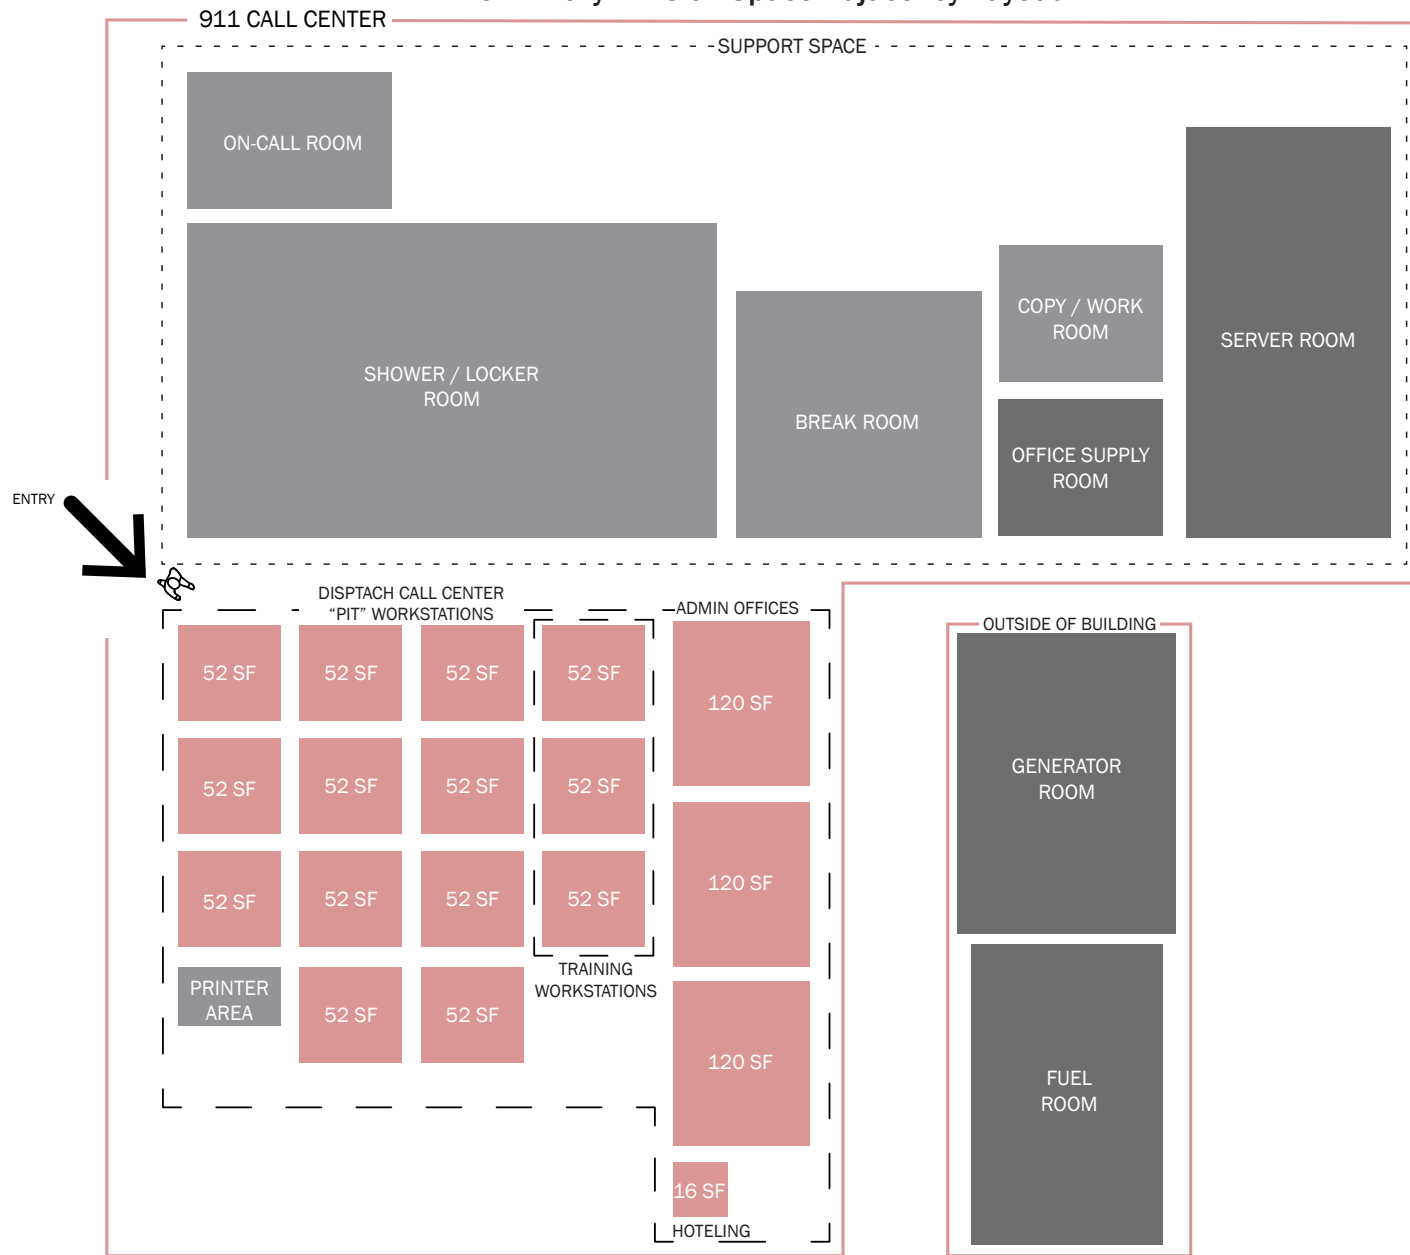 911 CALL CENTER
SUPPORT SPACE
ON-CALL ROOM
SHOWER / LOCKER
ROOM
BREAK ROOM
COPY / WORK
ROOM
OFFICE SUPPLY
ROOM
SERVER ROOM
ENTRY
DISPTACH CALL CENTER
“PIT” WORKSTATIONS
ADMIN OFFICES
OUTSIDE OF BUILDING
52 SF
52 SF
52 SF
52 SF
120 SF
52 SF
52 SF
52 SF
52 SF
120 SF
52 SF
52 SF
52 SF
52 SF
TRAINING
WORKSTATIONS
PRINTER
AREA
52 SF
52 SF
120 SF
16 SF
HOTELING
GENERATOR
ROOM
FUEL
ROOM